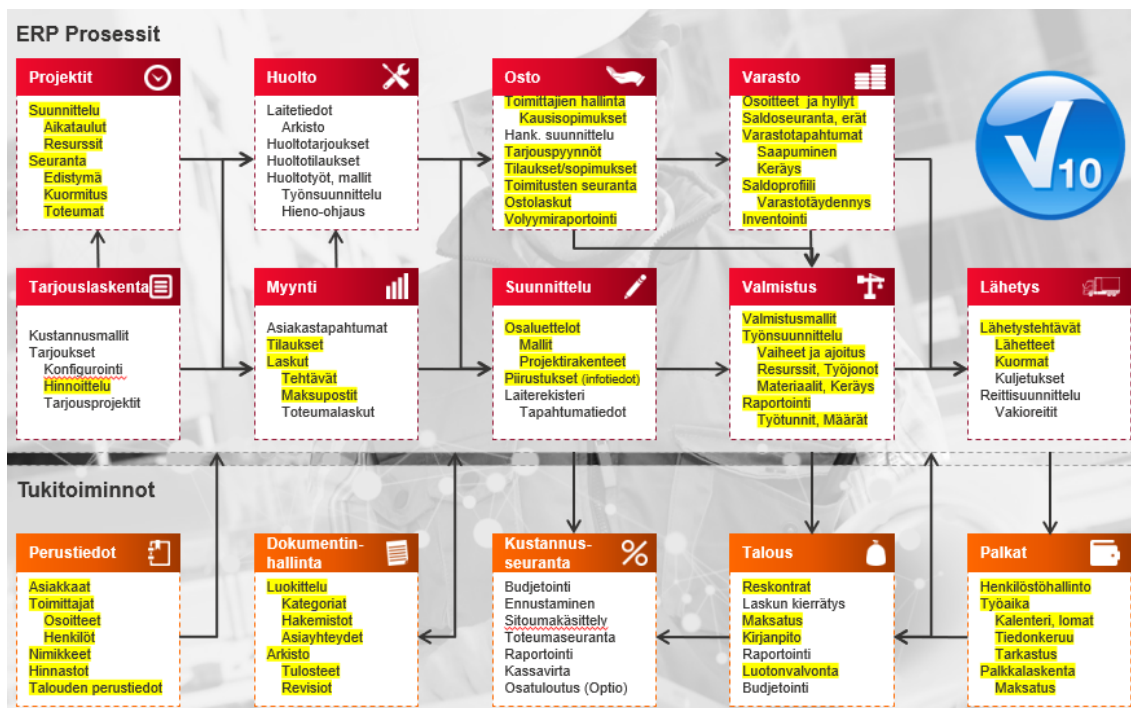 ERP Prosessit
Projektit
Suunnittelu
Aikataulut
Resurssit
Seuranta
Edistymä
Kuormitus
Toteumat
Huolto
Laitetiedot
Arkisto
Huoltotarjoukset
Huoltotilaukset
Huoltotyöt, mallit
Työnsuunnittelu
Hieno-ohjaus
Osto
Toimittajien hallinta
Kausisopimukset
Hank. suunnittelu
Tarjouspyynnöt
Tilaukset/sopimukset
Toimitusten seuranta
Ostolaskut
Volyymiraportointi
Varasto
Osoitteet ja hyllyt
Saldoseuranta, erät
Varastotapahtumat
Saapuminen
Keräys
Saldoprofiili
Varastotäydennys
Inventointi
V10
Tarjouslaskenta
Kustannusmallit
Tarjoukset
Konfigurointi
Hinnoittelu
Tarjousprojektit
Myynti
Asiakastapahtumat
Tilaukset
Laskut
Tehtävät
Maksupostit
Toteumalaskut
Suunnittelu
Osaluettelot
Mallit
Projektirakenteet
Piirustukset (infotiedot)
Laiterekisteri
Tapahtumatiedot
Valmistus
Valmistusmallit
Työnsuunnittelu
Vaiheet ja ajoitus
Resurssit, Työjonot
Materiaalit, Keräys
Raportointi
Työtunnit, Määrät
Lähetys
Lähetystehtävät
Lähetteet
Kuormat
Kuljetukset
Reittisuunnittelu
Vakioreitit
Tukitoiminnot
Perustiedot
Asiakkaat
Toimittajat
Osoitteet
Henkilöt
Nimikkeet
Hinnastot
Talouden perustiedot
Dokumentin-
hallinta
Luokittelu
Kategoriat
Hakemistot
Asiayhteydet
Arkisto
Tulosteet
Revisiot
Kustannus-
seuranta
%
Budjetointi
Ennustaminen
Sitoumakäsittely
Toteumaseuranta
Raportointi
Kassavirta
Osatuloutus (Optio)
Talous
Reskontrat
Laskun kierrätys
Maksatus
Kirjanpito
Raportointi
Luotonvalvonta
Budjetointi
Palkat
Henkilöstöhallinto
Työaika
Kalenteri, lomat
Tiedonkeruu
Tarkastus
Palkkalaskenta
Maksatus